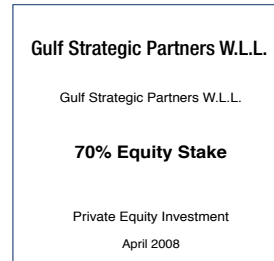 Gulf Strategic Partners W.L.L.
Gulf Strategic Partners W.L.L.
70% Equity Stake
Private Equity Investment
April 2008